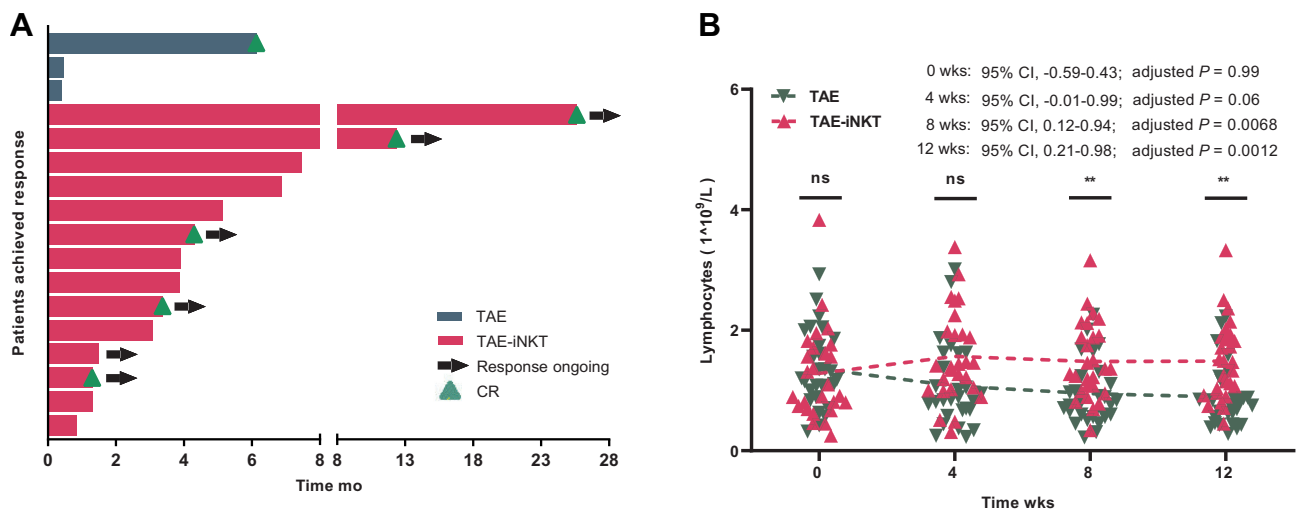 A
Patients achieved response
TAE
TAE-iNKT
Response ongoing
CR
0 2 4 6 8 8 13 18 23 28
Time mo
B
0 wks: 95% CI, -0.59-0.43; adjusted P = 0.99
4 wks: 95% CI, -0.01-0.99; adjusted P = 0.06
8 wks: 95% CI, 0.12-0.94; adjusted P = 0.0068
12 wks: 95% CI, 0.21-0.98; adjusted P = 0.0012
TAE
TAE-iNKT
ns ns ** **
Lymphocytes ( 1^10^9/L )
6
4
2
0
0 4 8 12
Time wks